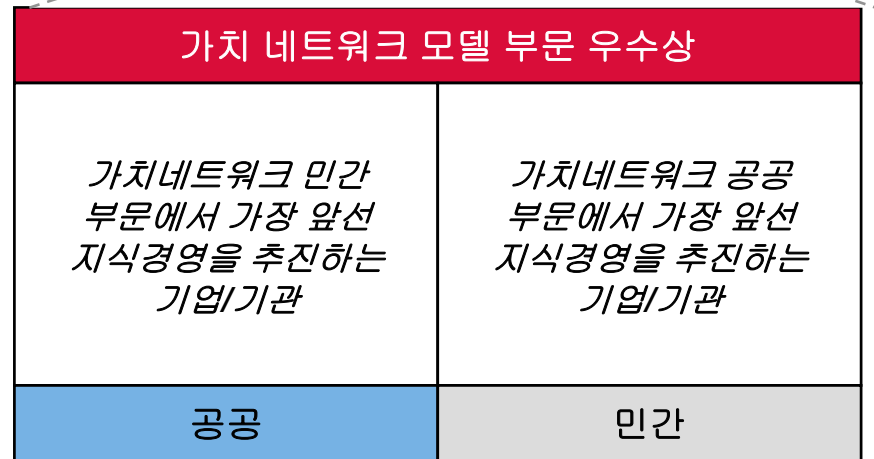 가치 네트워크 모델 부문 우수상
가치네트워크 민간
부문에서 가장 앞선
지식경영을 추진하는
기업/기관
가치네트워크 공공
부문에서 가장 앞선
지식경영을 추진하는
기업/기관
공공
민간